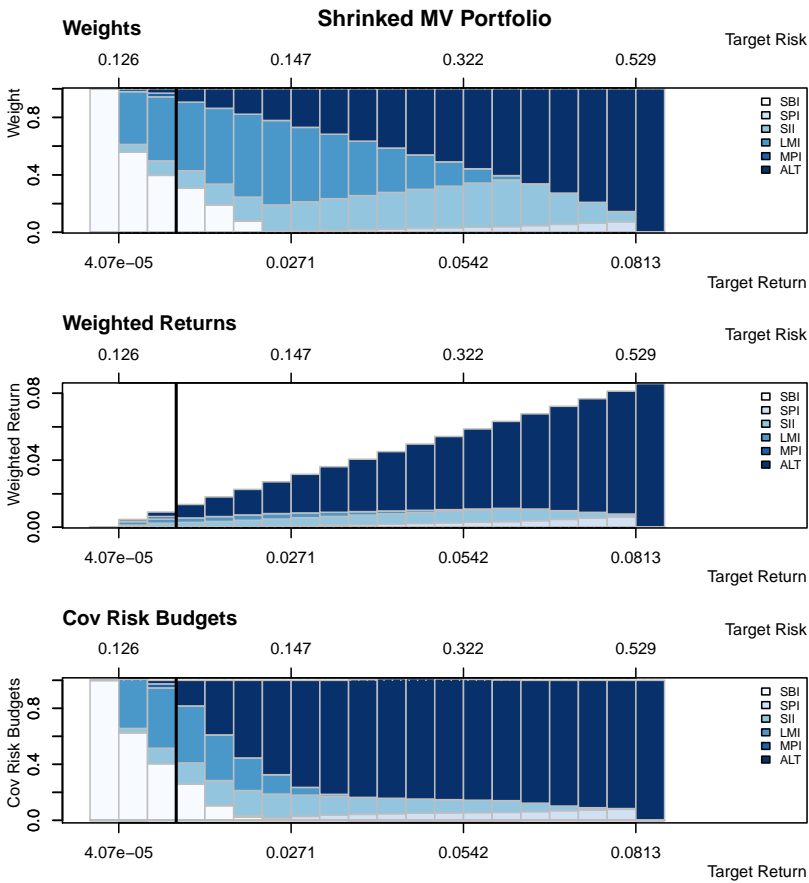 Shrinked MV Portfolio
Weights
Target Risk
0.126 0.147 0.322 0.529
Weight
0.0 0.4 0.8
SBI
SPI
SII
LMI
MPI
ALT
4.07e−05 0.0271 0.0542 0.0813
Target Return
Weighted Returns
Target Risk
0.126 0.147 0.322 0.529
Weighted Return
0.00 0.04 0.08
SBI
SPI
SII
LMI
MPI
ALT
4.07e−05 0.0271 0.0542 0.0813
Target Return
Cov Risk Budgets
Target Risk
0.126 0.147 0.322 0.529
Cov Risk Budgets
0.0 0.4 0.8
SBI
SPI
SII
LMI
MPI
ALT
4.07e−05 0.0271 0.0542 0.0813
Target Return